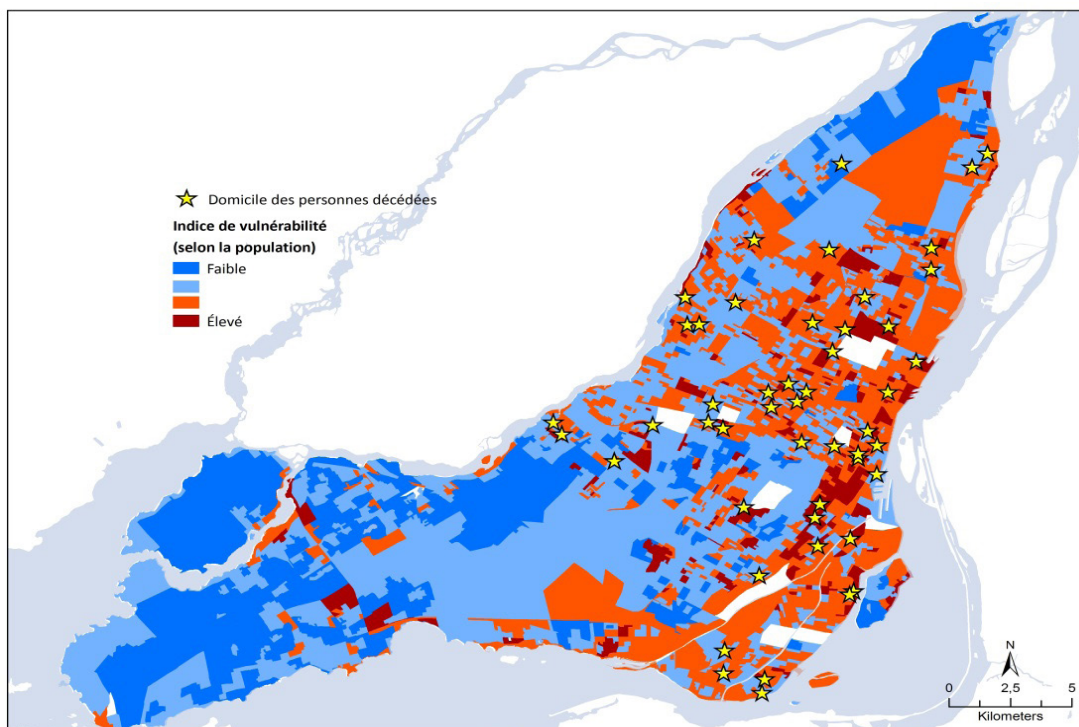 Domicile des personnes décédées
Indice de vulnérabilité
(selon la population)
Faible
Élevé
N
0 2,5 5
Kilometers